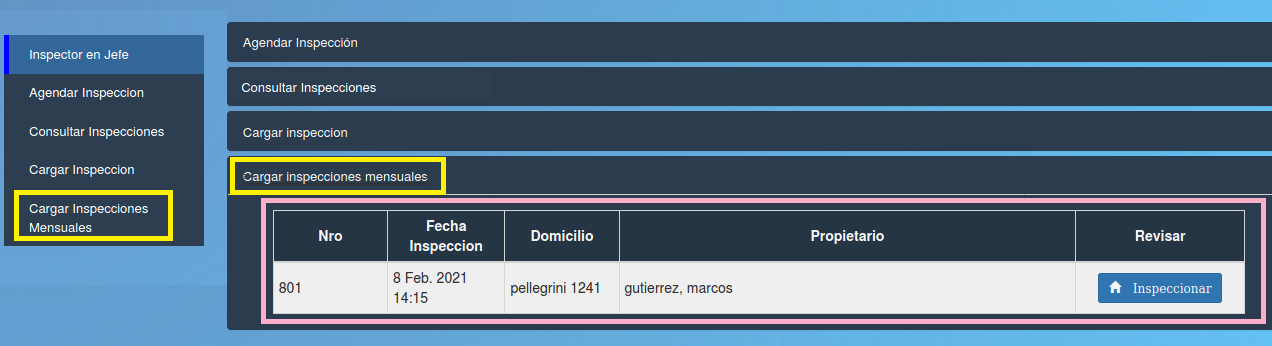 Inspector en Jefe
Agendar Inspeccion
Consultar Inspecciones
Cargar Inspeccion
Cargar Inspecciones
Mensuales
Agendar Inspección
Consultar Inspecciones
Cargar inspeccion
Cargar inspecciones mensuales
Nro
Fecha
Inspeccion
Domicilio
Propietario
Revisar
801
8 Feb. 2021
14:15
pellegrini 1241
gutierrez, marcos
Inspeccionar